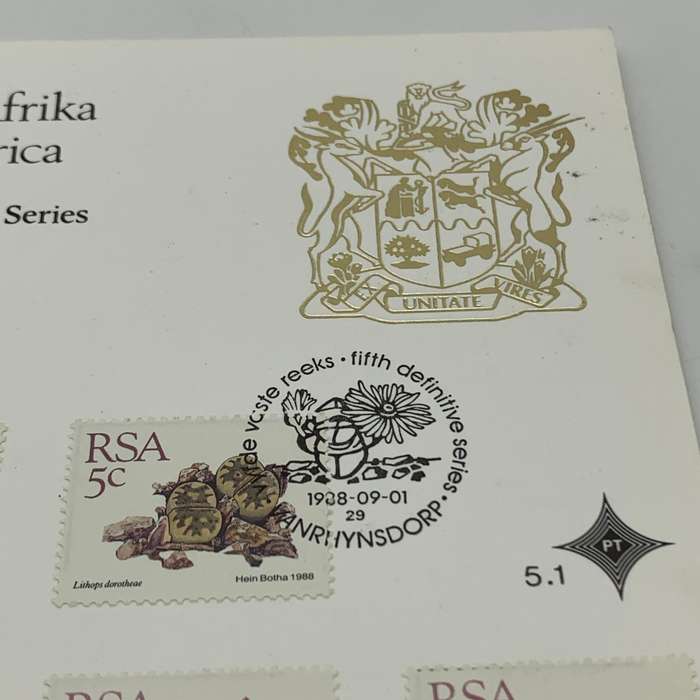 frika
rica
Series
EX UNITATE VIRES
RSA
5c
Lithops dorotheae
Hein Botha 1988
vaste reeks · fifth definitive series ·
1988-09-01
29
VANRHYNSDORP
5.1
PT
RSA
RSA